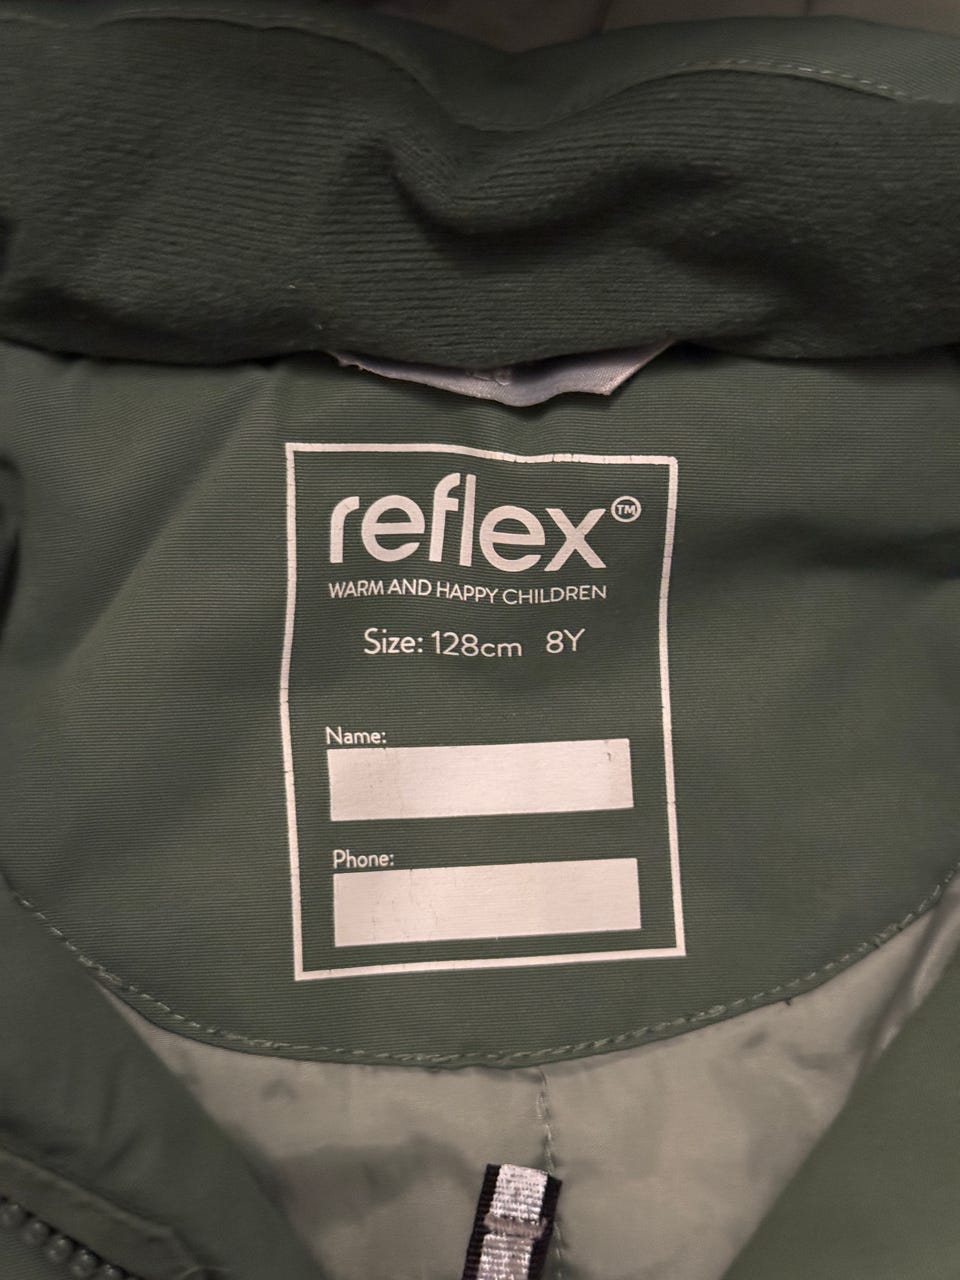 reflex™
WARM AND HAPPY CHILDREN
Size: 128cm 8Y
Name:
Phone: